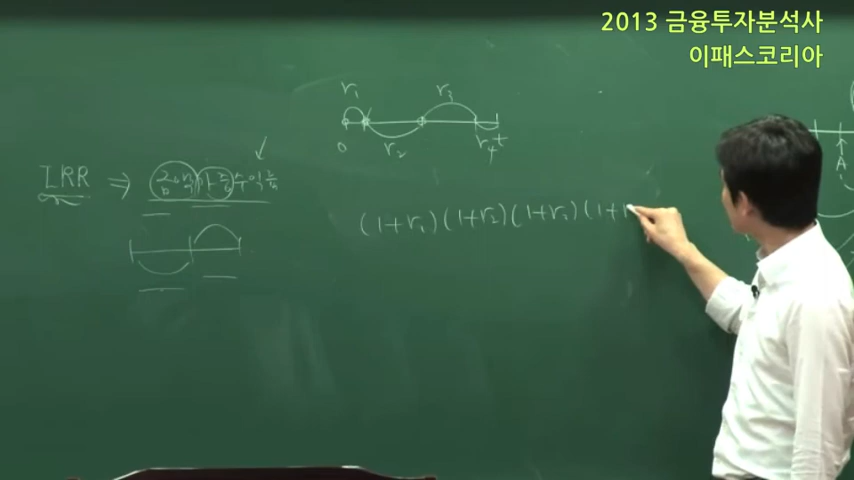 2013 금융투자분석사
이패스코리아
r₁ r₃
0 r₂ r₄ t
IRR ⇒ 금액가중수익률
(1+r₁)(1+r₂)(1+r₃)(1+r
A